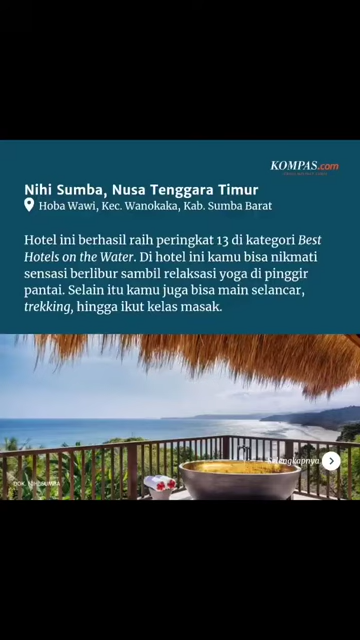 KOMPAS.com
Nihi Sumba, Nusa Tenggara Timur
Hoba Wawi, Kec. Wanokaka, Kab. Sumba Barat
Hotel ini berhasil raih peringkat 13 di kategori Best
Hotels on the Water. Di hotel ini kamu bisa nikmati
sensasi berlibur sambil relaksasi yoga di pinggir
pantai. Selain itu kamu juga bisa main selancar,
trekking, hingga ikut kelas masak.
Selengkapnya
DOK. NIHISUMBA